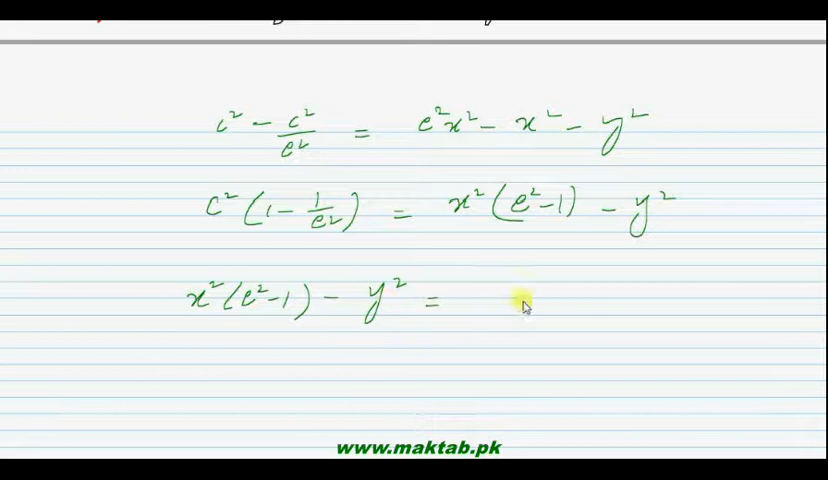 c² - c²/e² = e²x² - x² - y²
c² (1 - 1/e²) = x² (e² - 1) - y²
x² (e² - 1) - y² =
www.maktab.pk